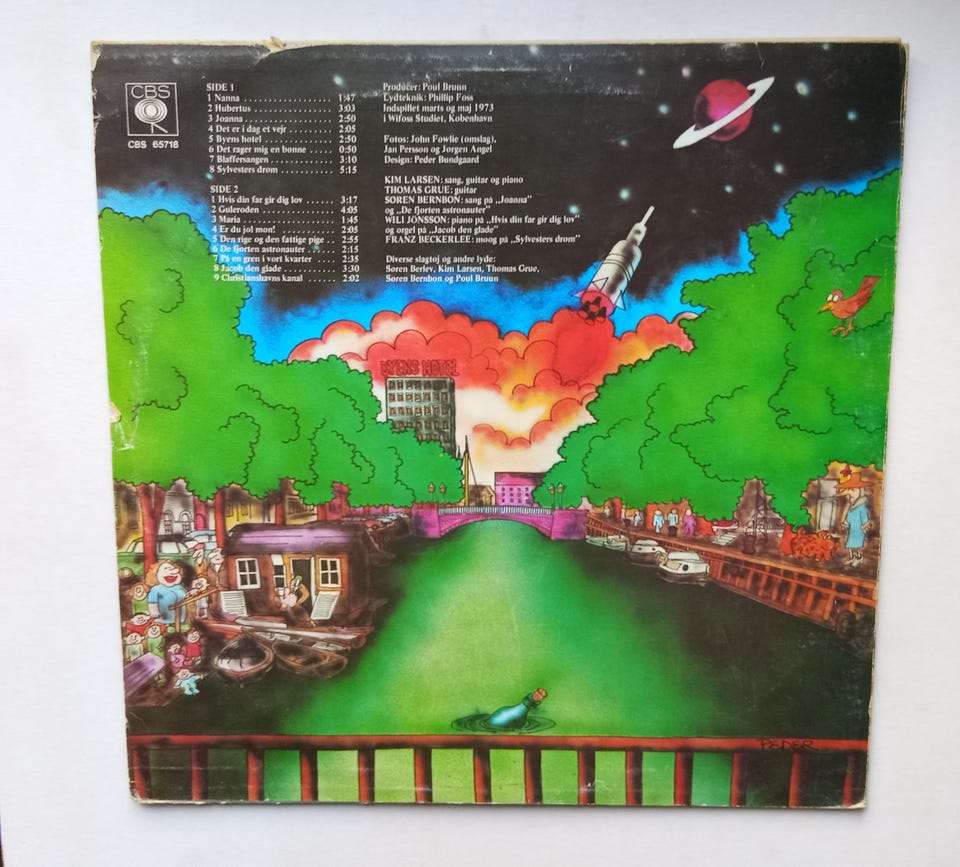 CBS
CBS 65718
SIDE 1
1 Nanna .................. 1:47
2 Hubertus ............... 3:03
3 Joanna ................. 2:50
4 Det er i dag et vejr ........ 2:05
5 Byens hotel ............. 2:50
6 Det rager mig en bønne ..... 0:50
7 Blaffersangen ............ 3:10
8 Sylvesters drøm .......... 5:15
SIDE 2
1 Hvis din far gir dig lov ...... 3:17
2 Guleroden .............. 4:05
3 Maria .................. 1:45
4 Er du jol mon! ........... 2:05
5 Den rige og den fattige pige .. 2:55
6 De fjorten astronauter ...... 2:15
7 På en gren i vort kvarter .... 2:35
8 Jacob den glade .......... 3:30
9 Christianshavns kanal ...... 2:02
Producer: Poul Bruun
Lydteknik: Phillip Foss
Indspillet marts og maj 1973
i Wifoss Studiet, København
Fotos: John Fowlie (omslag),
Jan Persson og Jørgen Angel
Design: Peder Bundgaard
KIM LARSEN: sang, guitar og piano
THOMAS GRUE: guitar
SØREN BERNBOM: sang på „Joanna”
og „De fjorten astronauter”
WILI JØNSSON: piano på „Hvis din far gir dig lov”
og orgel på „Jacob den glade”
FRANZ BECKERLEE: moog på „Sylvesters drøm”
Diverse slagtøj og andre lyde:
Søren Berlev, Kim Larsen, Thomas Grue,
Søren Bernbom og Poul Bruun
BYENS HOTEL
PEDER